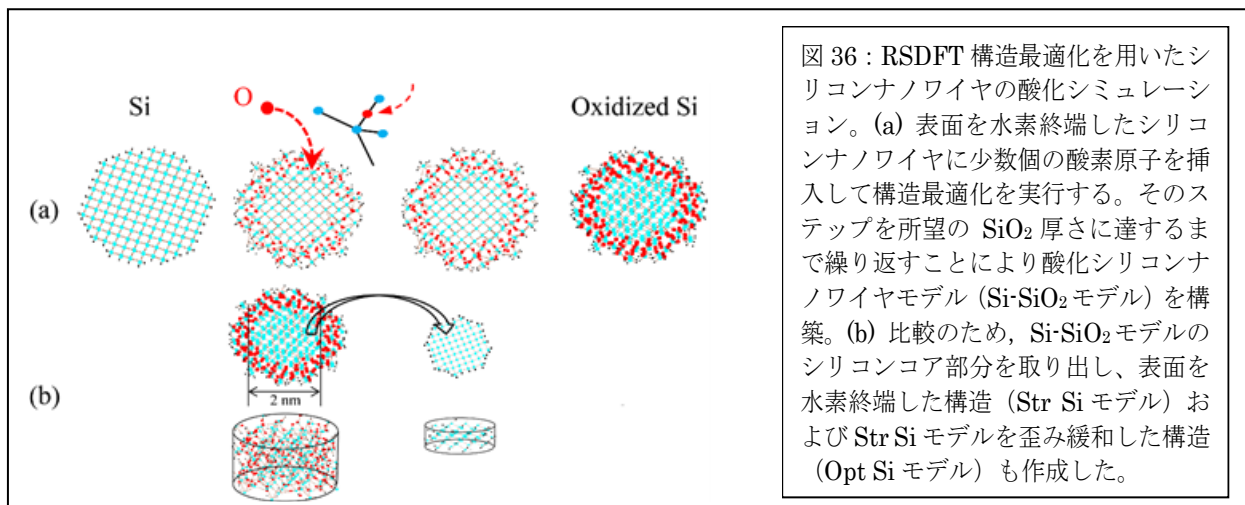 Si
O
Oxidized Si
(a)
(b)
2 nm
図 36：RSDFT 構造最適化を用いたシ
リコンナノワイヤの酸化シミュレーシ
ョン。(a) 表面を水素終端したシリコ
ンナノワイヤに少数個の酸素原子を挿
入して構造最適化を実行する。そのス
テップを所望の SiO₂ 厚さに達するま
で繰り返すことにより酸化シリコンナ
ノワイヤモデル（Si-SiO₂ モデル）を構
築。(b) 比較のため，Si-SiO₂ モデルの
シリコンコア部分を取り出し、表面を
水素終端した構造（Str Si モデル）お
よび Str Si モデルを歪み緩和した構造
（Opt Si モデル）も作成した。